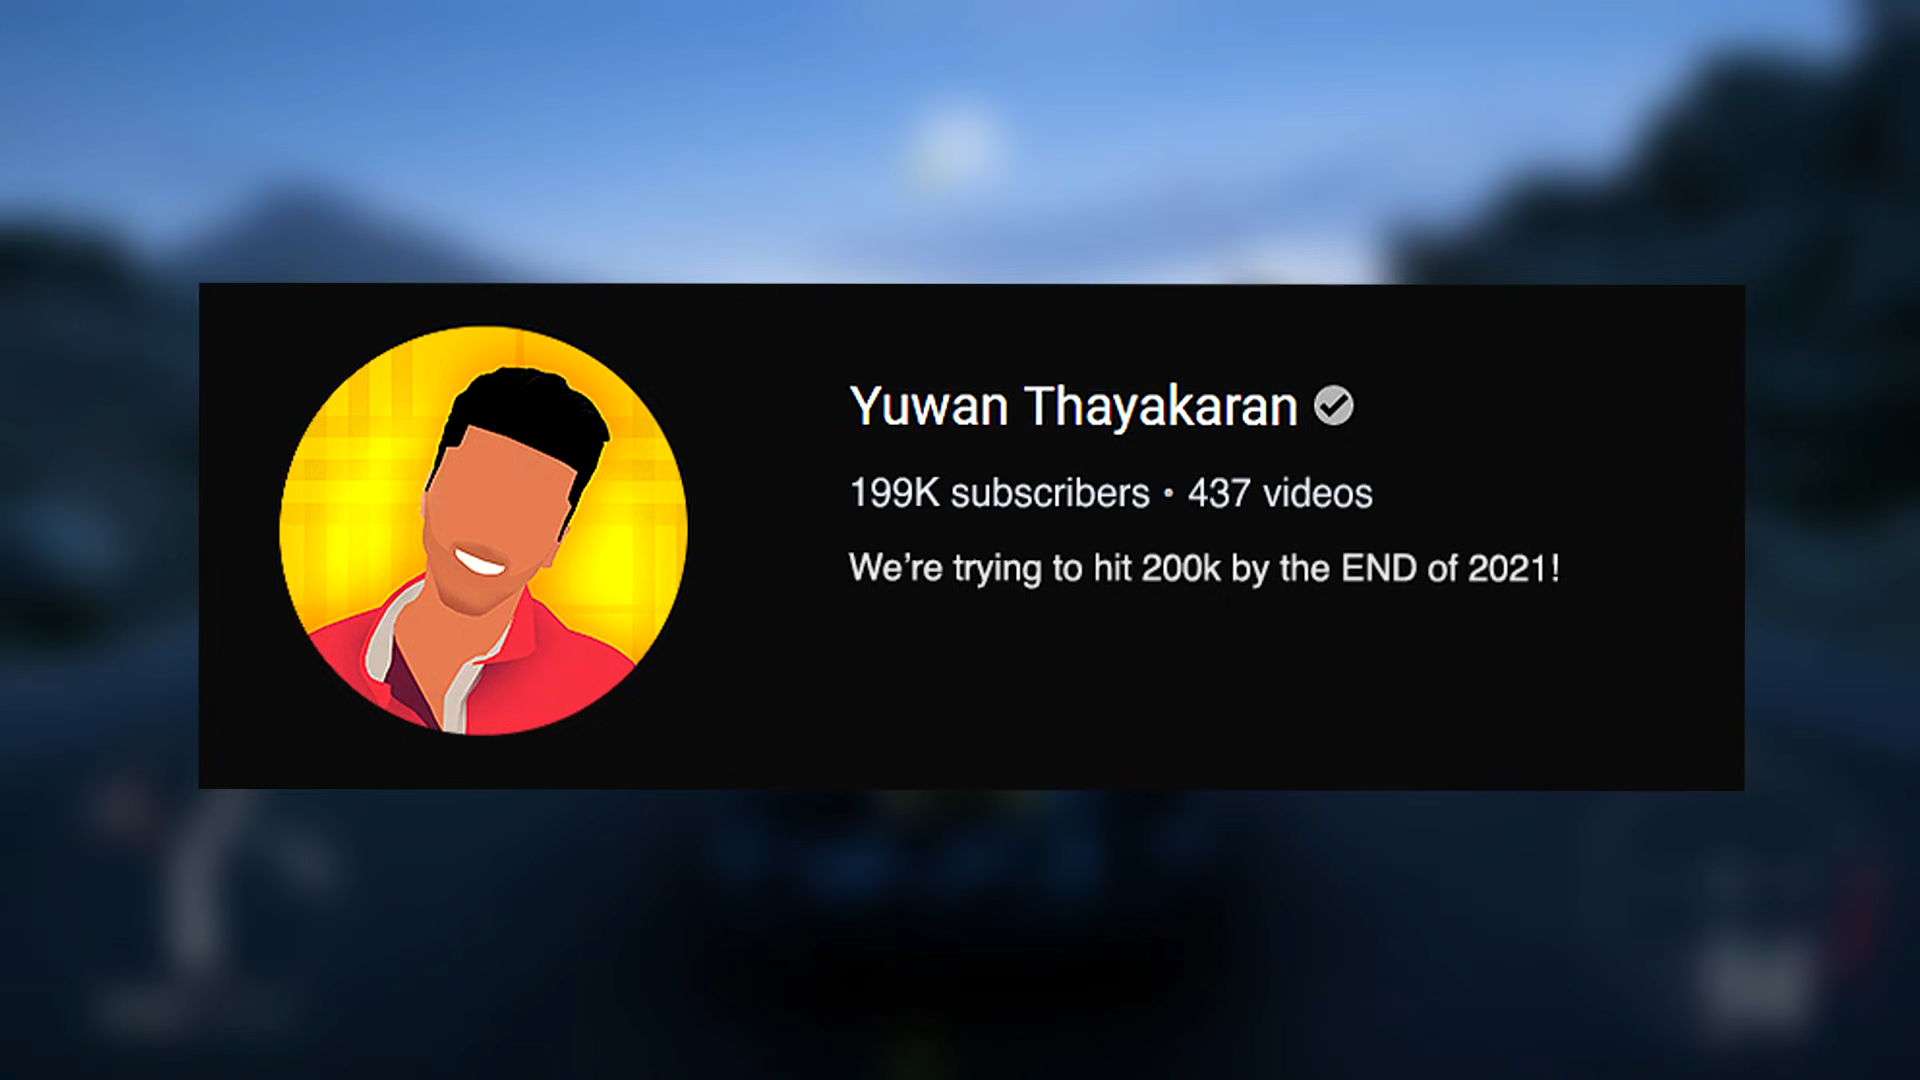 Yuwan Thayakaran
199K subscribers • 437 videos
We're trying to hit 200k by the END of 2021!